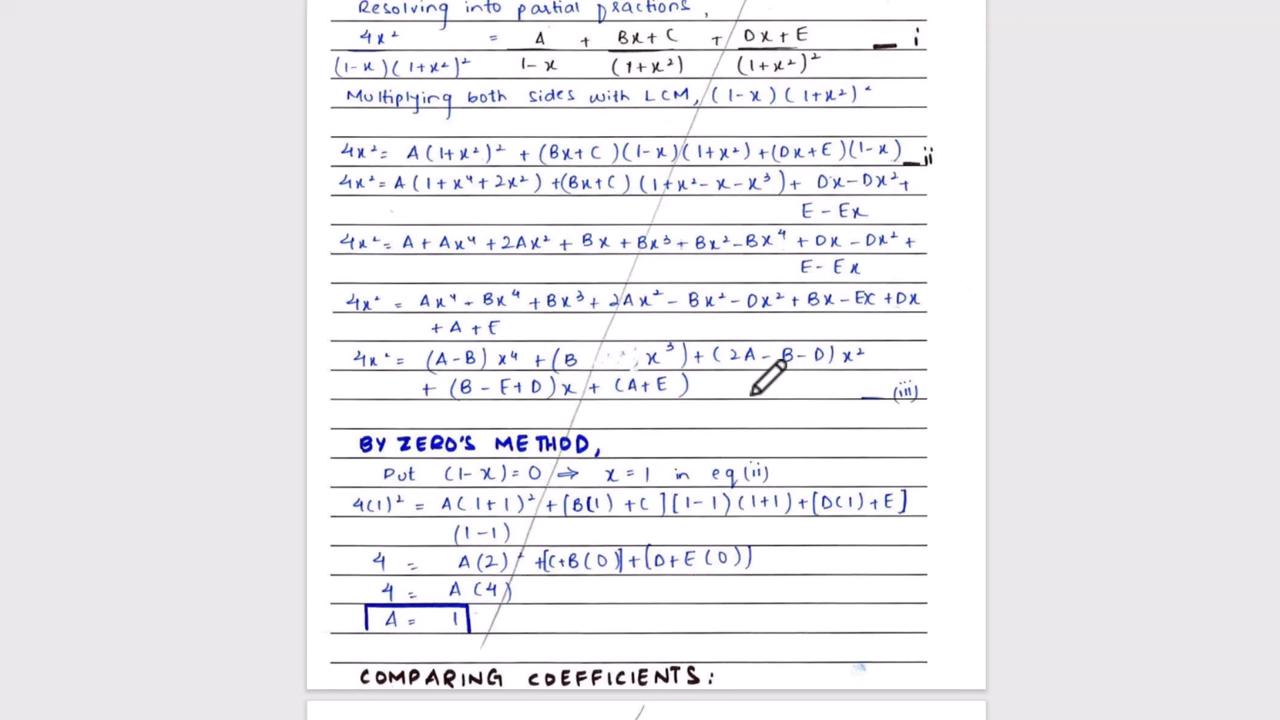 Resolving into partial fractions,
4x² / (1-x)(1+x²)² = A / 1-x + Bx+C / (1+x²) + Dx+E / (1+x²)² _ i
Multiplying both sides with LCM, (1-x)(1+x²)²
4x² = A(1+x²)² + (Bx+C)(1-x)(1+x²)+(Dx+E)(1-x) _ii
4x² = A(1+x⁴+2x²) +(Bx+C)(1+x²-x-x³)+ Dx-Dx²+
E-Ex
4x² = A+Ax⁴+2Ax²+Bx+Bx³+Bx²-Bx⁴+Dx-Dx²+
E-Ex
4x² = Ax⁴-Bx⁴+Bx³+2Ax²-Bx²-Dx²+Bx-Ex+Dx
+A+E
4x² = (A-B)x⁴+(B x³)+(2A-B-D)x²
+(B-E+D)x+(A+E) _ (iii)
BY ZERO'S METHOD,
Put (1-x)=0 ⇒ x=1 in eq(ii)
4(1)² = A(1+1)²+[B(1)+C][1-1)(1+1)+[D(1)+E]
(1-1)
4 = A(2)² +[C+B(0)]+[D+E(0)]
4 = A(4)
A = 1
COMPARING COEFFICIENTS: